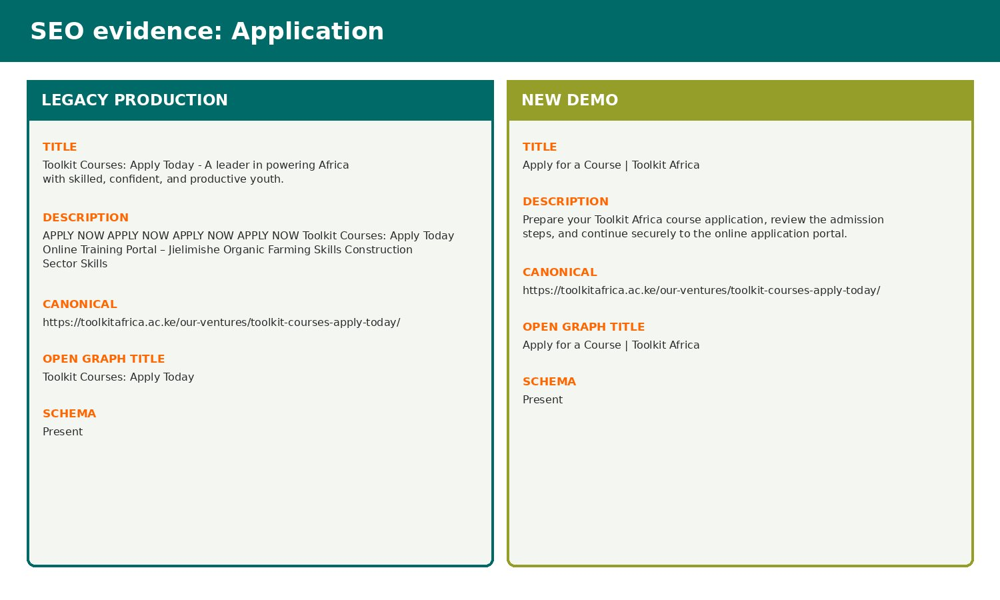 SEO evidence: Application
LEGACY PRODUCTION
TITLE
Toolkit Courses: Apply Today - A leader in powering Africa
with skilled, confident, and productive youth.
DESCRIPTION
APPLY NOW APPLY NOW APPLY NOW APPLY NOW Toolkit Courses: Apply Today
Online Training Portal – Jielimishe Organic Farming Skills Construction
Sector Skills
CANONICAL
https://toolkitafrica.ac.ke/our-ventures/toolkit-courses-apply-today/
OPEN GRAPH TITLE
Toolkit Courses: Apply Today
SCHEMA
Present
NEW DEMO
TITLE
Apply for a Course | Toolkit Africa
DESCRIPTION
Prepare your Toolkit Africa course application, review the admission
steps, and continue securely to the online application portal.
CANONICAL
https://toolkitafrica.ac.ke/our-ventures/toolkit-courses-apply-today/
OPEN GRAPH TITLE
Apply for a Course | Toolkit Africa
SCHEMA
Present